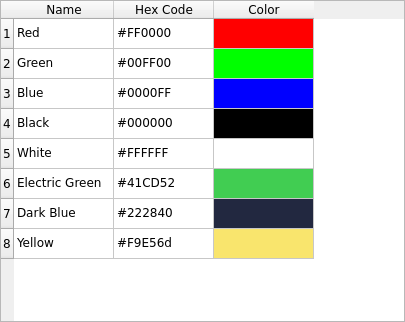 Name Hex Code Color
1 Red #FF0000
2 Green #00FF00
3 Blue #0000FF
4 Black #000000
5 White #FFFFFF
6 Electric Green #41CD52
7 Dark Blue #222840
8 Yellow #F9E56d